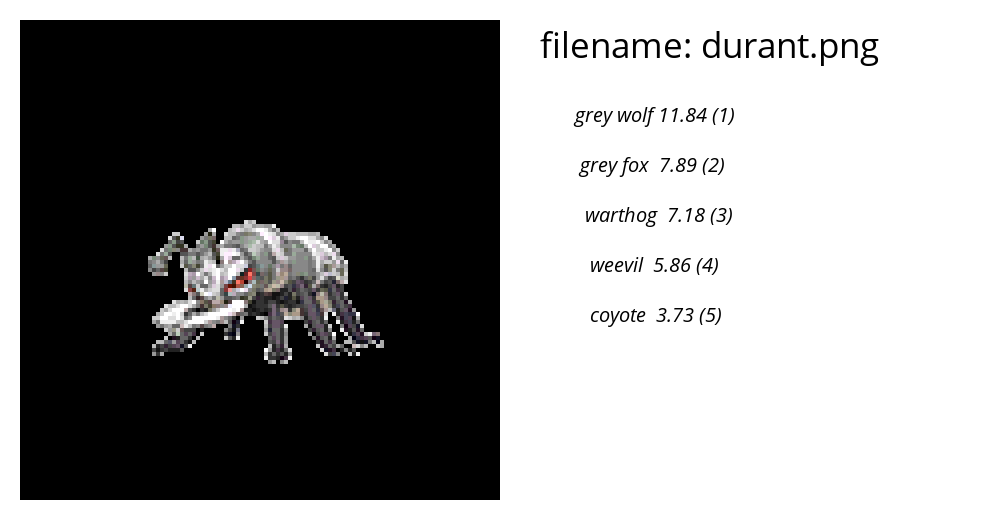 filename: durant.png
grey wolf 11.84 (1)
grey fox 7.89 (2)
warthog 7.18 (3)
weevil 5.86 (4)
coyote 3.73 (5)